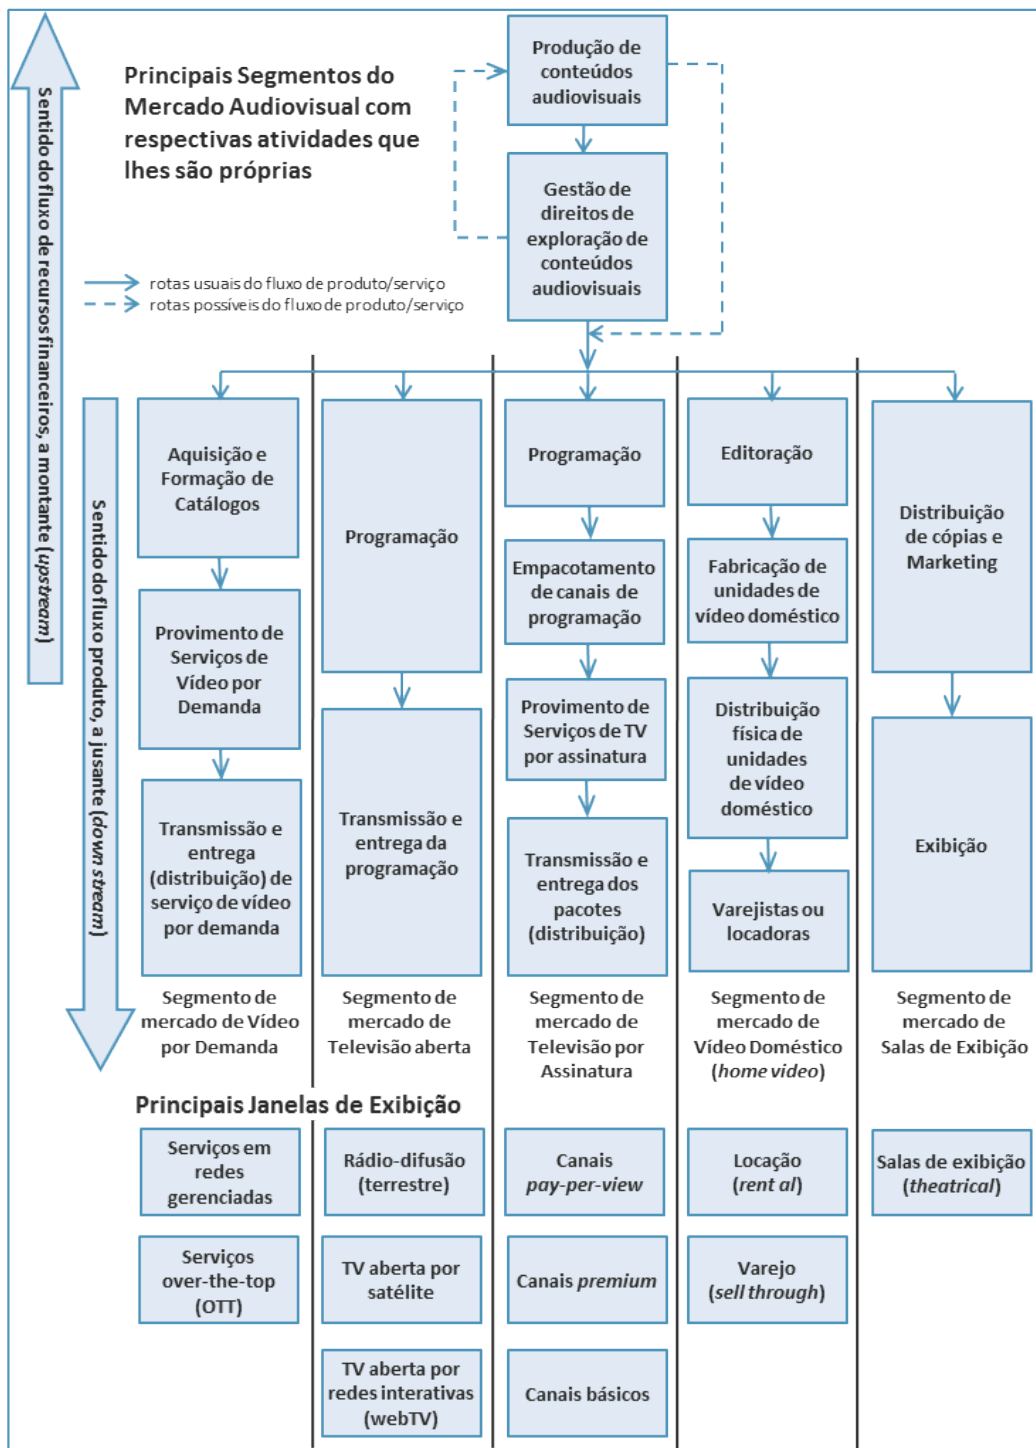 Produção de
conteúdos
audiovisuais
Principais Segmentos do
Mercado Audiovisual com
respectivas atividades que
lhes são próprias
Gestão de
direitos de
exploração de
conteúdos
audiovisuais
rotas usuais do fluxo de produto/serviço
rotas possíveis do fluxo de produto/serviço
Sentido do fluxo de recursos financeiros, a montante (upstream)
Sentido do fluxo produto, a jusante (down stream)
Aquisição e
Formação de
Catálogos
Provimento de
Serviços de
Vídeo por
Demanda
Transmissão e
entrega
(distribuição) de
serviço de vídeo
por demanda
Segmento de
mercado de Vídeo
por Demanda
Programação
Transmissão e
entrega da
programação
Segmento de
mercado de
Televisão aberta
Programação
Empacotamento
de canais de
programação
Provimento de
Serviços de TV
por assinatura
Transmissão e
entrega dos
pacotes
(distribuição)
Segmento de
mercado de
Televisão por
Assinatura
Editoração
Fabricação de
unidades de
vídeo doméstico
Distribuição
física de
unidades
de vídeo
doméstico
Varejistas ou
locadoras
Segmento de
mercado de
Vídeo Doméstico
(home video)
Distribuição
de cópias e
Marketing
Exibição
Segmento de
mercado de
Salas de Exibição
Principais Janelas de Exibição
Serviços em
redes
gerenciadas
Serviços
over-the-top
(OTT)
Rádio-difusão
(terrestre)
TV aberta por
satélite
TV aberta por
redes interativas
(webTV)
Canais
pay-per-view
Canais premium
Canais básicos
Locação
(rent al)
Varejo
(sell through)
Salas de exibição
(theatrical)